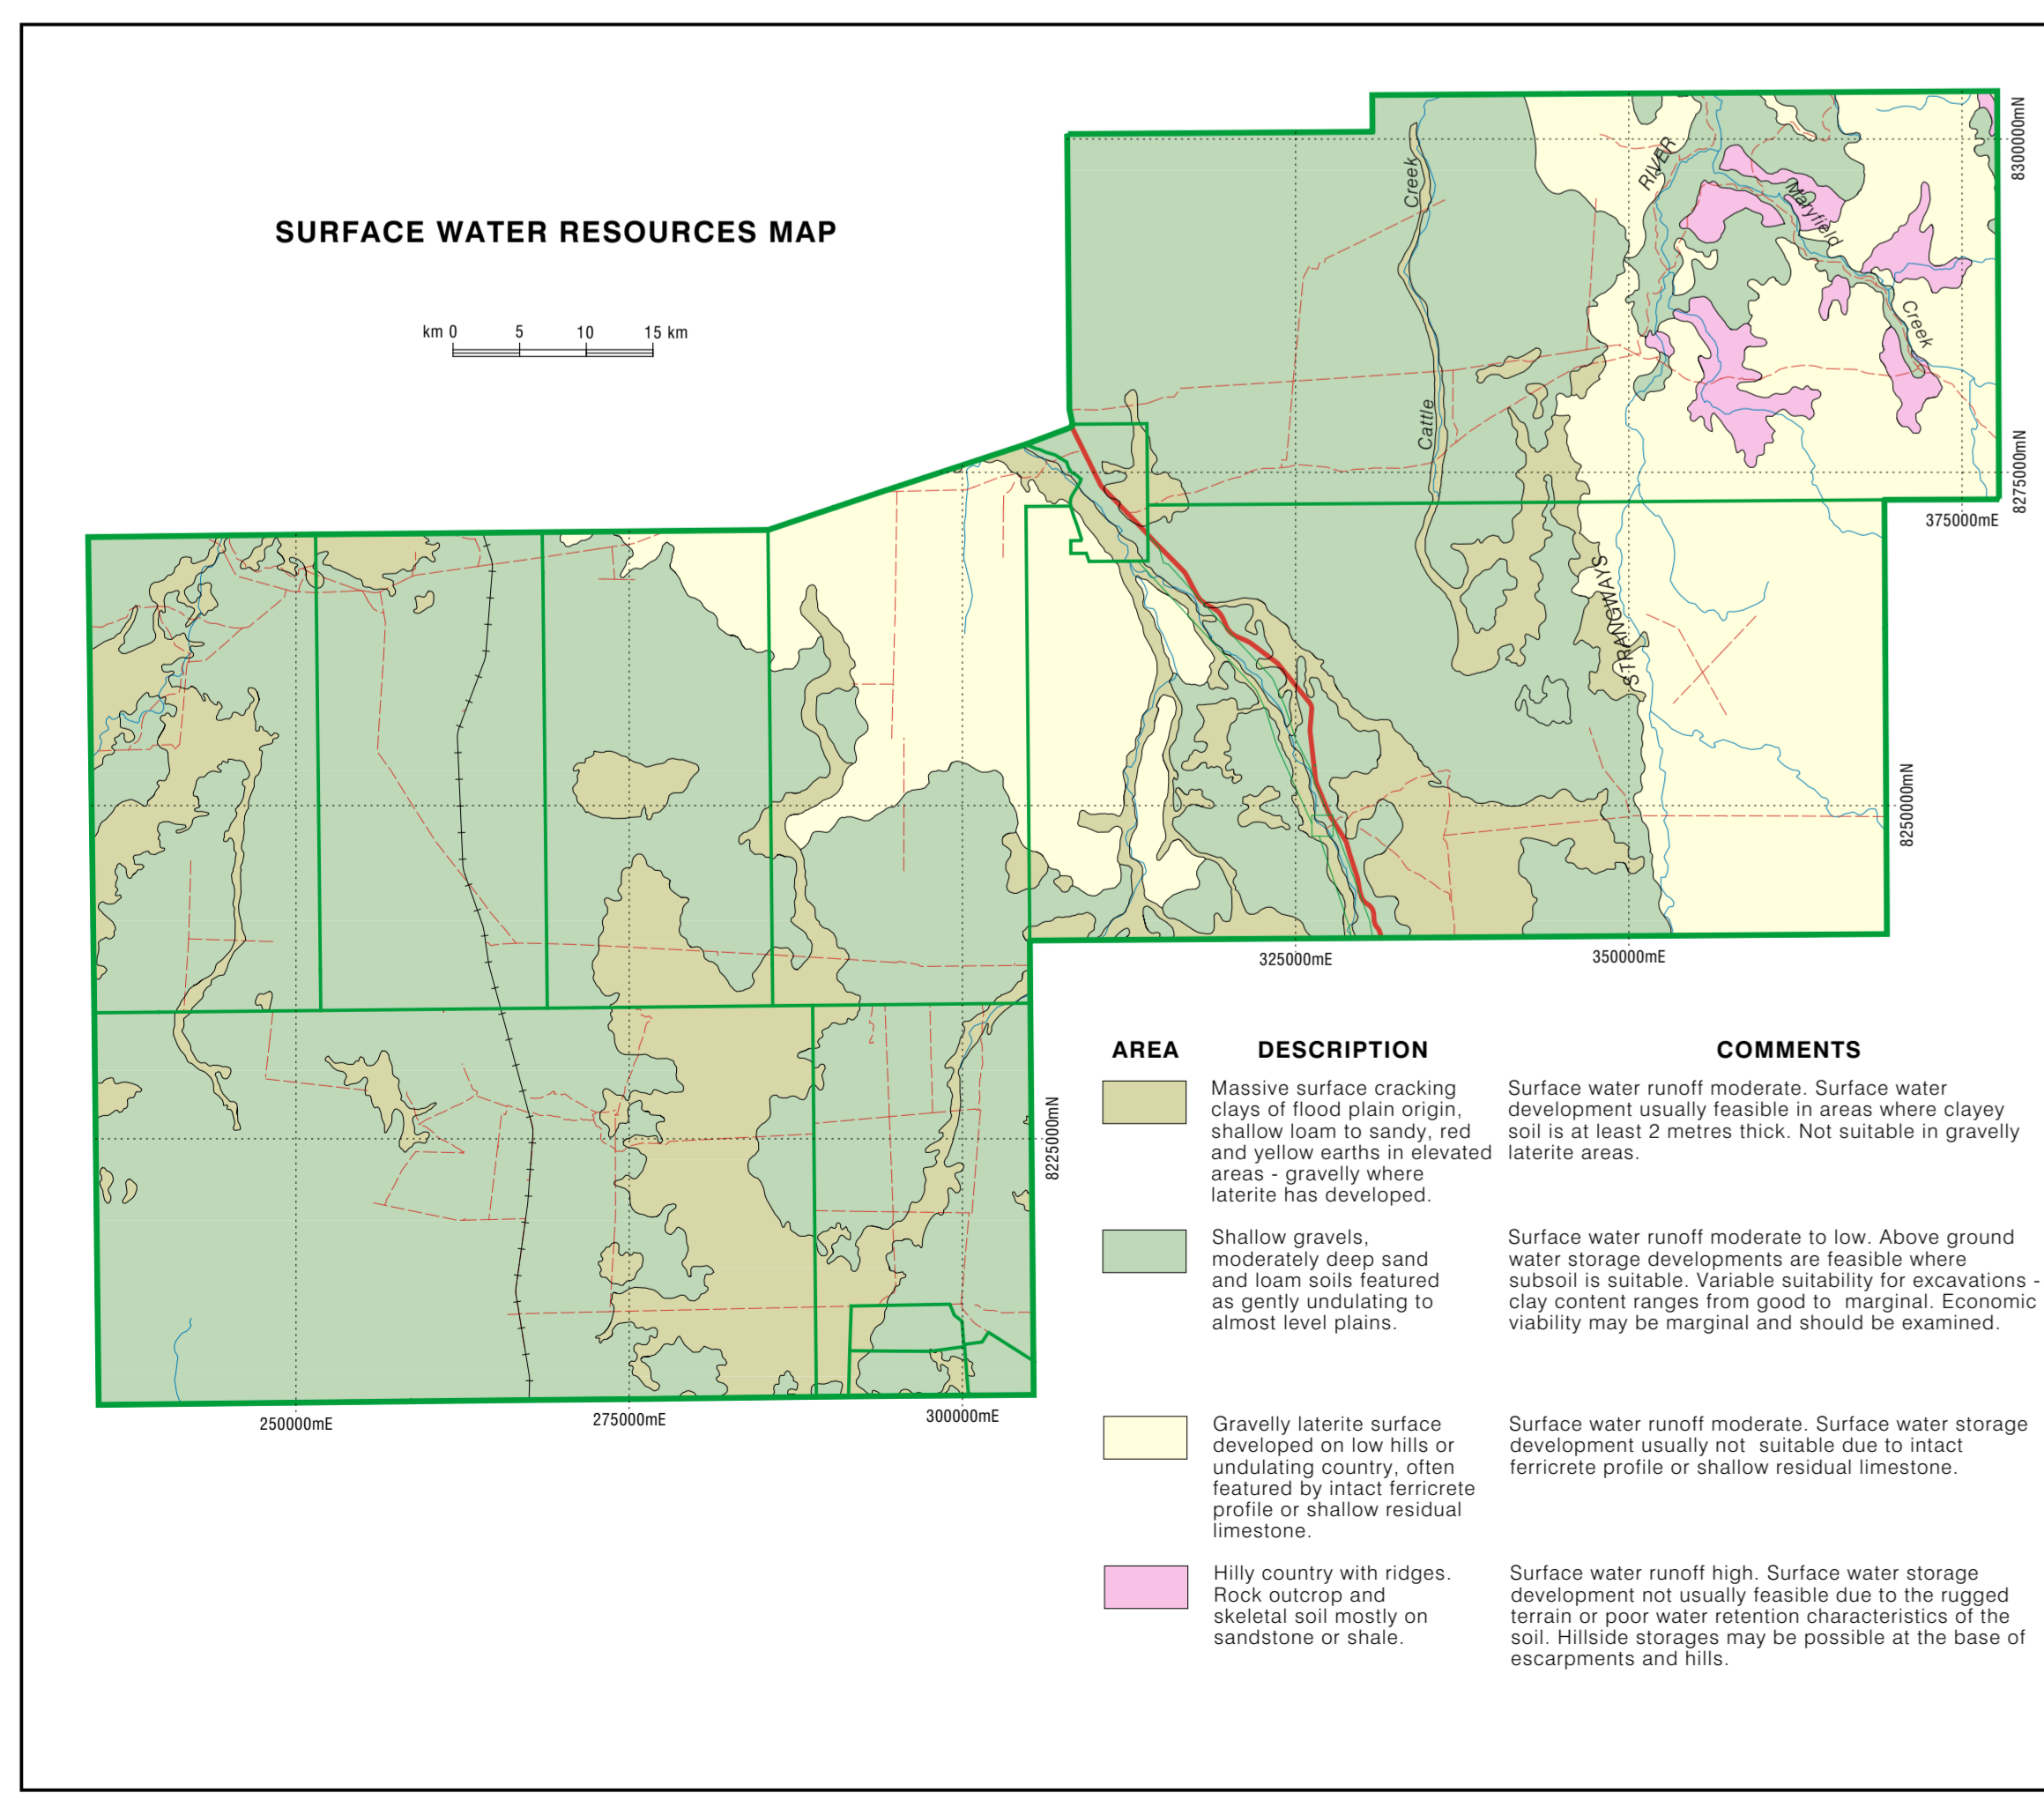 SURFACE WATER RESOURCES MAP
km 0 5 10 15 km
Creek
RIVER
Maryfield
Creek
Cattle
STRANGWAYS
8300000mN
8275000mN
375000mE
8250000mN
325000mE
350000mE
8225000mN
250000mE
275000mE
300000mE
AREA DESCRIPTION COMMENTS
Massive surface cracking
clays of flood plain origin,
shallow loam to sandy, red
and yellow earths in elevated
areas - gravelly where
laterite has developed.
Surface water runoff moderate. Surface water
development usually feasible in areas where clayey
soil is at least 2 metres thick. Not suitable in gravelly
laterite areas.
Shallow gravels,
moderately deep sand
and loam soils featured
as gently undulating to
almost level plains.
Surface water runoff moderate to low. Above ground
water storage developments are feasible where
subsoil is suitable. Variable suitability for excavations -
clay content ranges from good to marginal. Economic
viability may be marginal and should be examined.
Gravelly laterite surface
developed on low hills or
undulating country, often
featured by intact ferricrete
profile or shallow residual
limestone.
Surface water runoff moderate. Surface water storage
development usually not suitable due to intact
ferricrete profile or shallow residual limestone.
Hilly country with ridges.
Rock outcrop and
skeletal soil mostly on
sandstone or shale.
Surface water runoff high. Surface water storage
development not usually feasible due to the rugged
terrain or poor water retention characteristics of the
soil. Hillside storages may be possible at the base of
escarpments and hills.